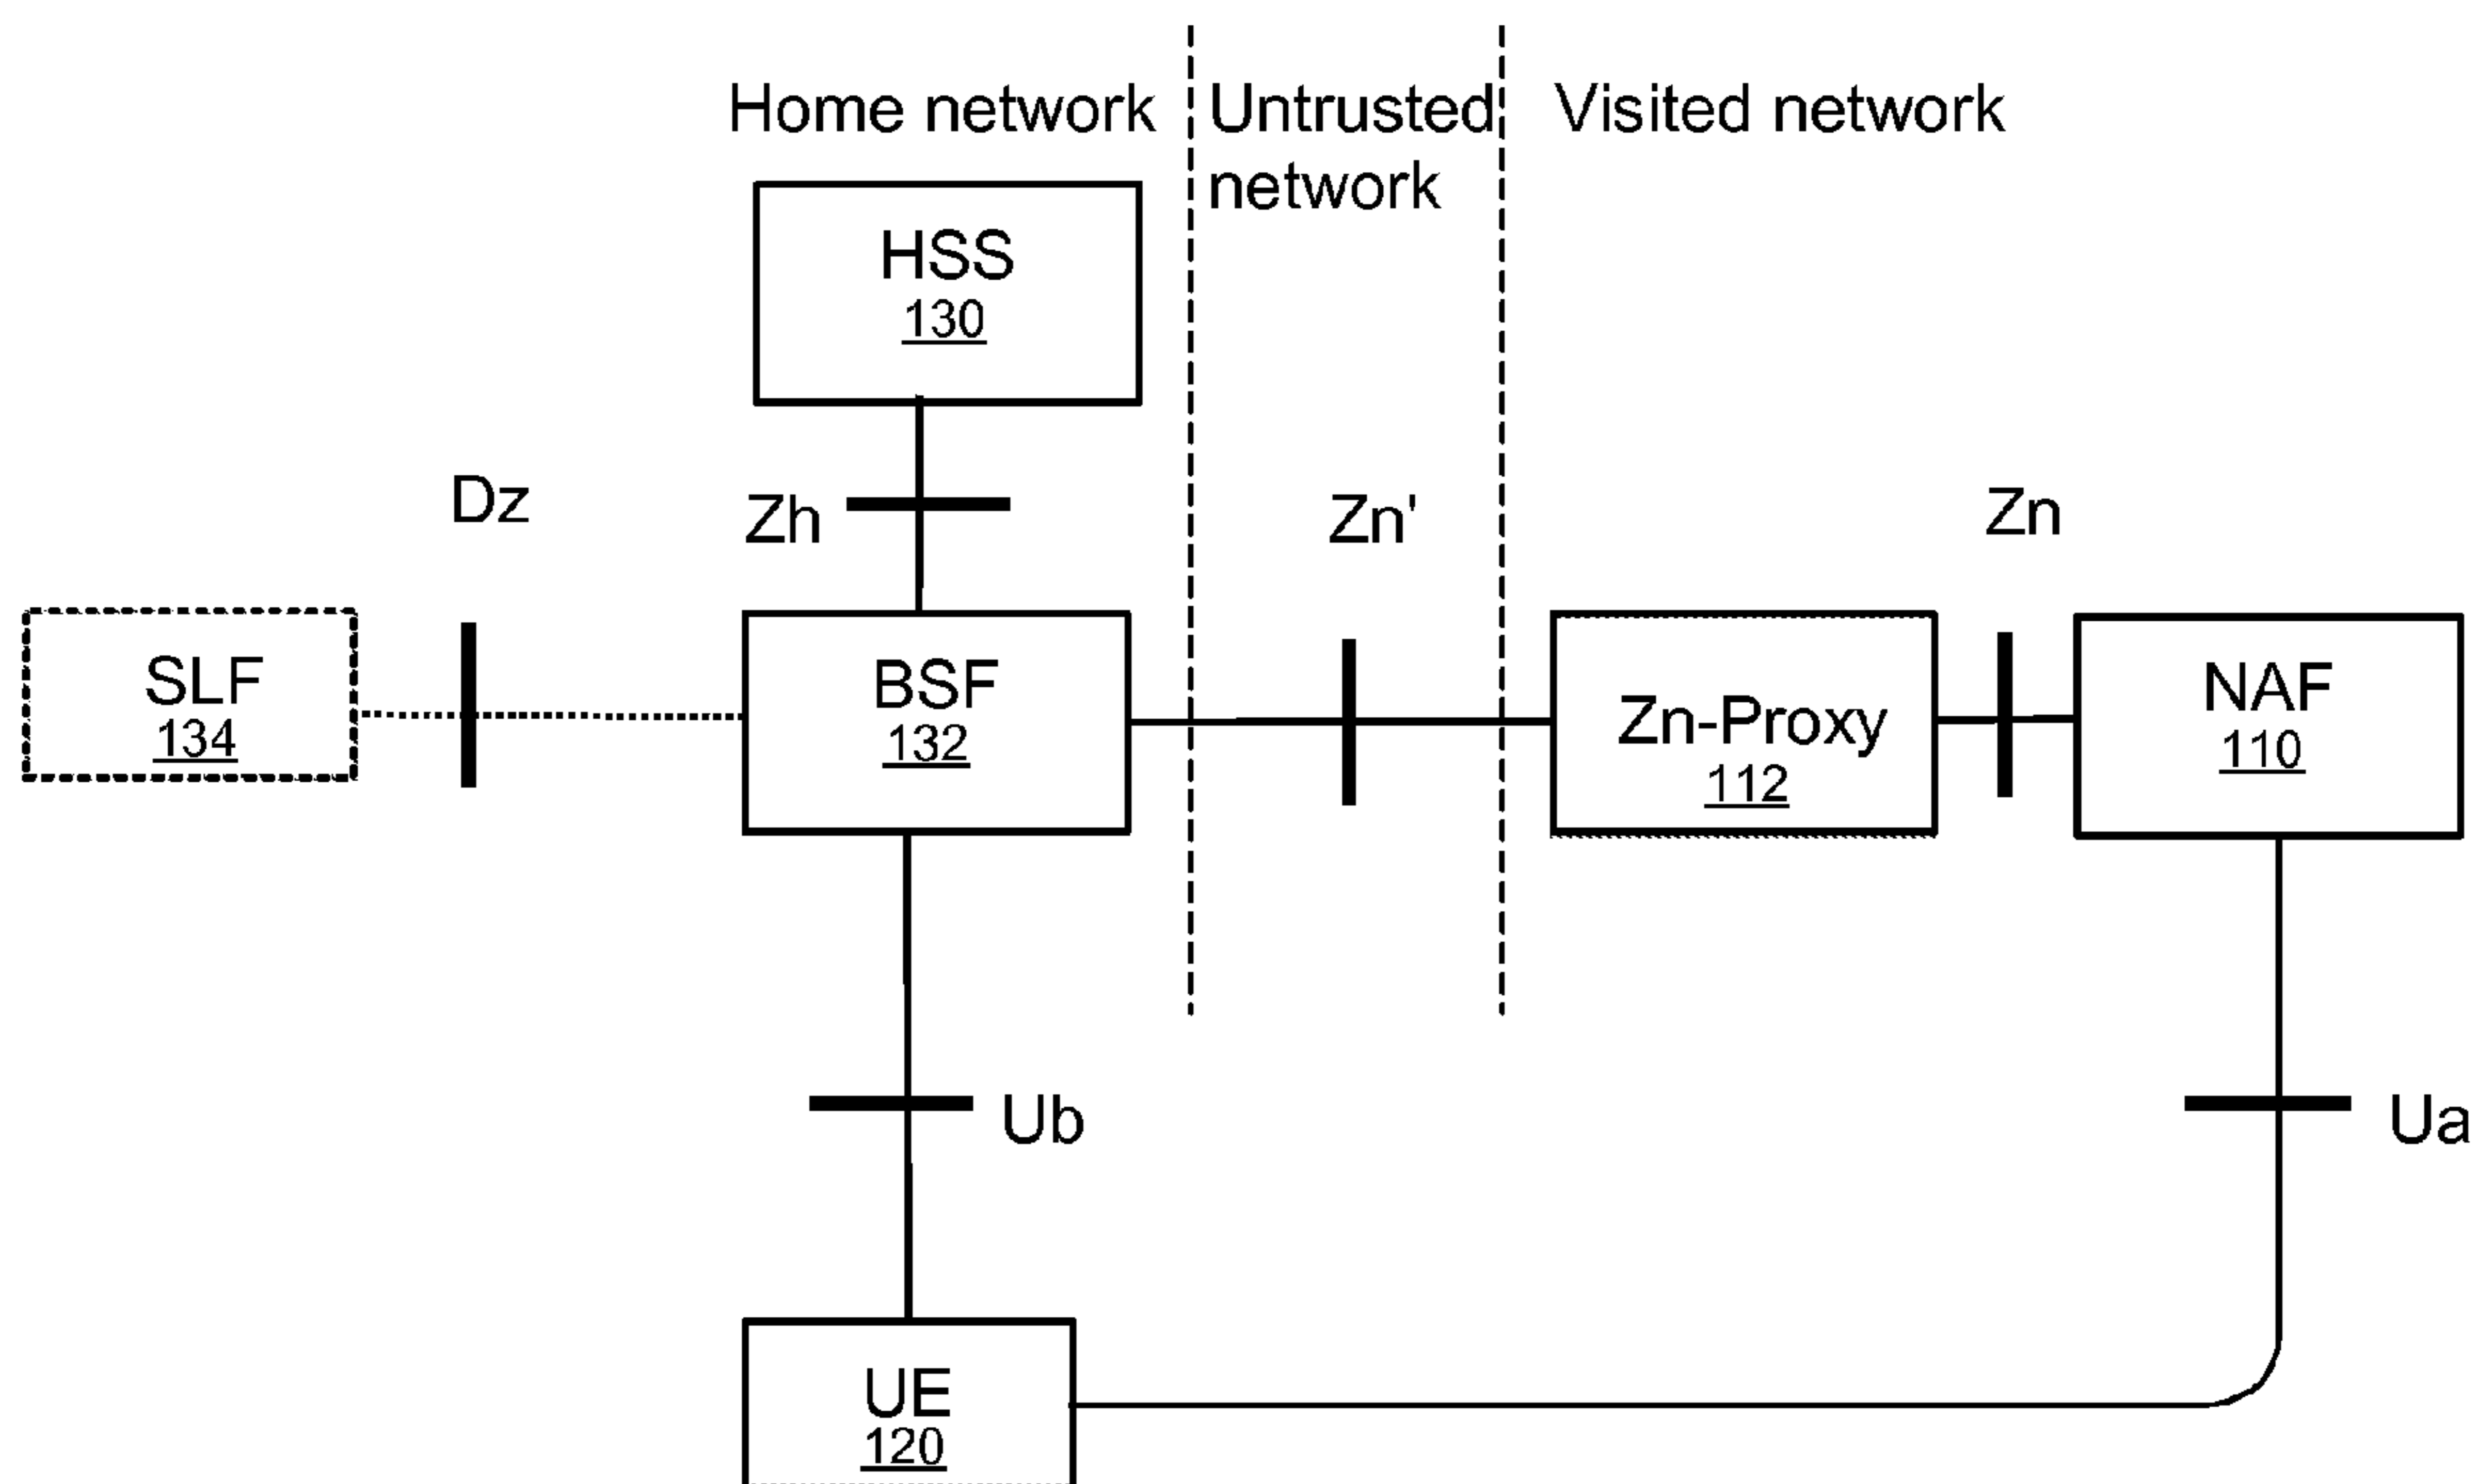 Home network
Untrusted
network
Visited network
HSS
130
Dz
Zh
Zn'
Zn
SLF
134
BSF
132
Zn-Proxy
112
NAF
110
Ub
Ua
UE
120